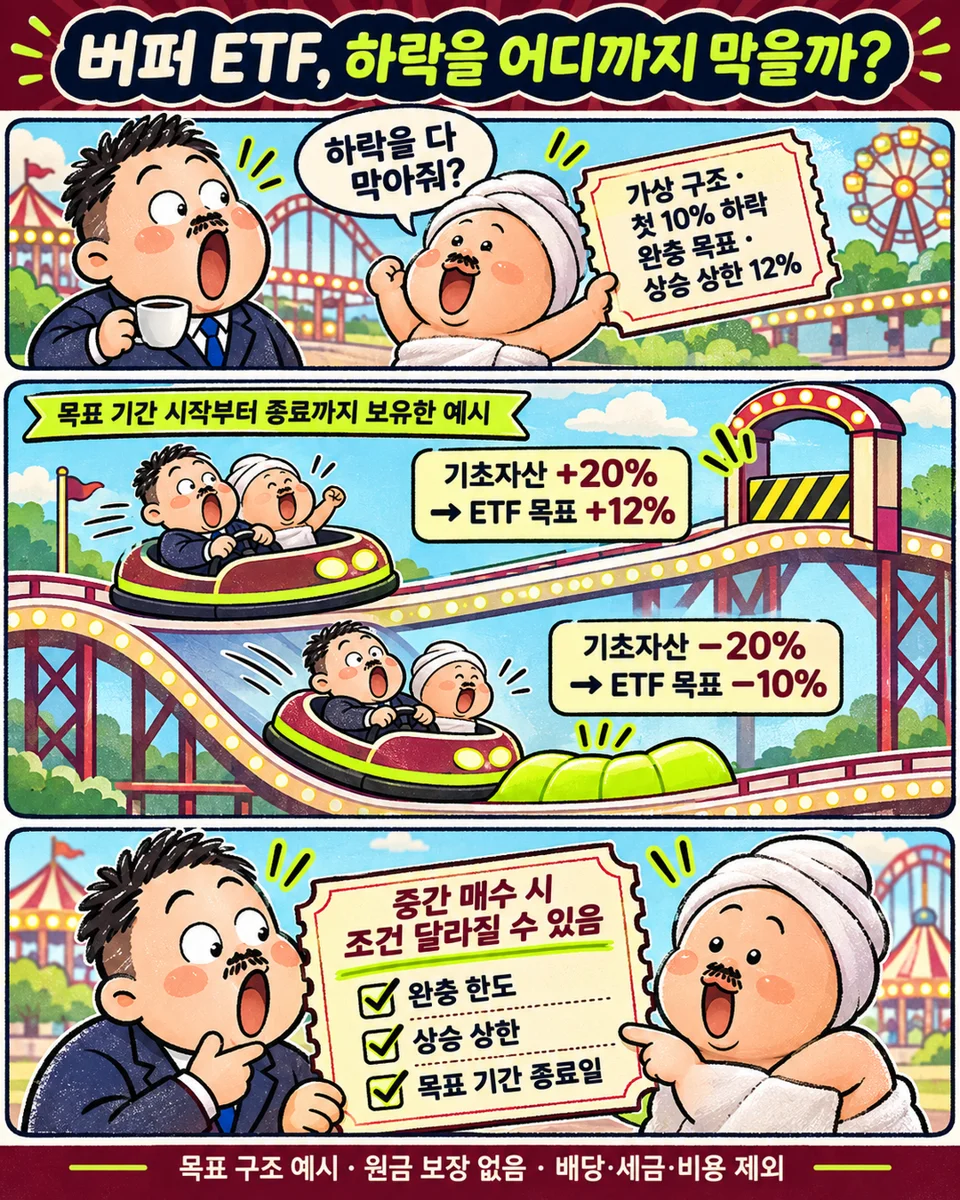 버퍼 ETF, 하락을 어디까지 막을까?
하락을 다
막아줘?
가상 구조 ·
첫 10% 하락
완충 목표 ·
상승 상한 12%
목표 기간 시작부터 종료까지 보유한 예시
기초자산 +20%
→ ETF 목표 +12%
기초자산 −20%
→ ETF 목표 −10%
중간 매수 시
조건 달라질 수 있음
완충 한도
상승 상한
목표 기간 종료일
목표 구조 예시 · 원금 보장 없음 · 배당·세금·비용 제외